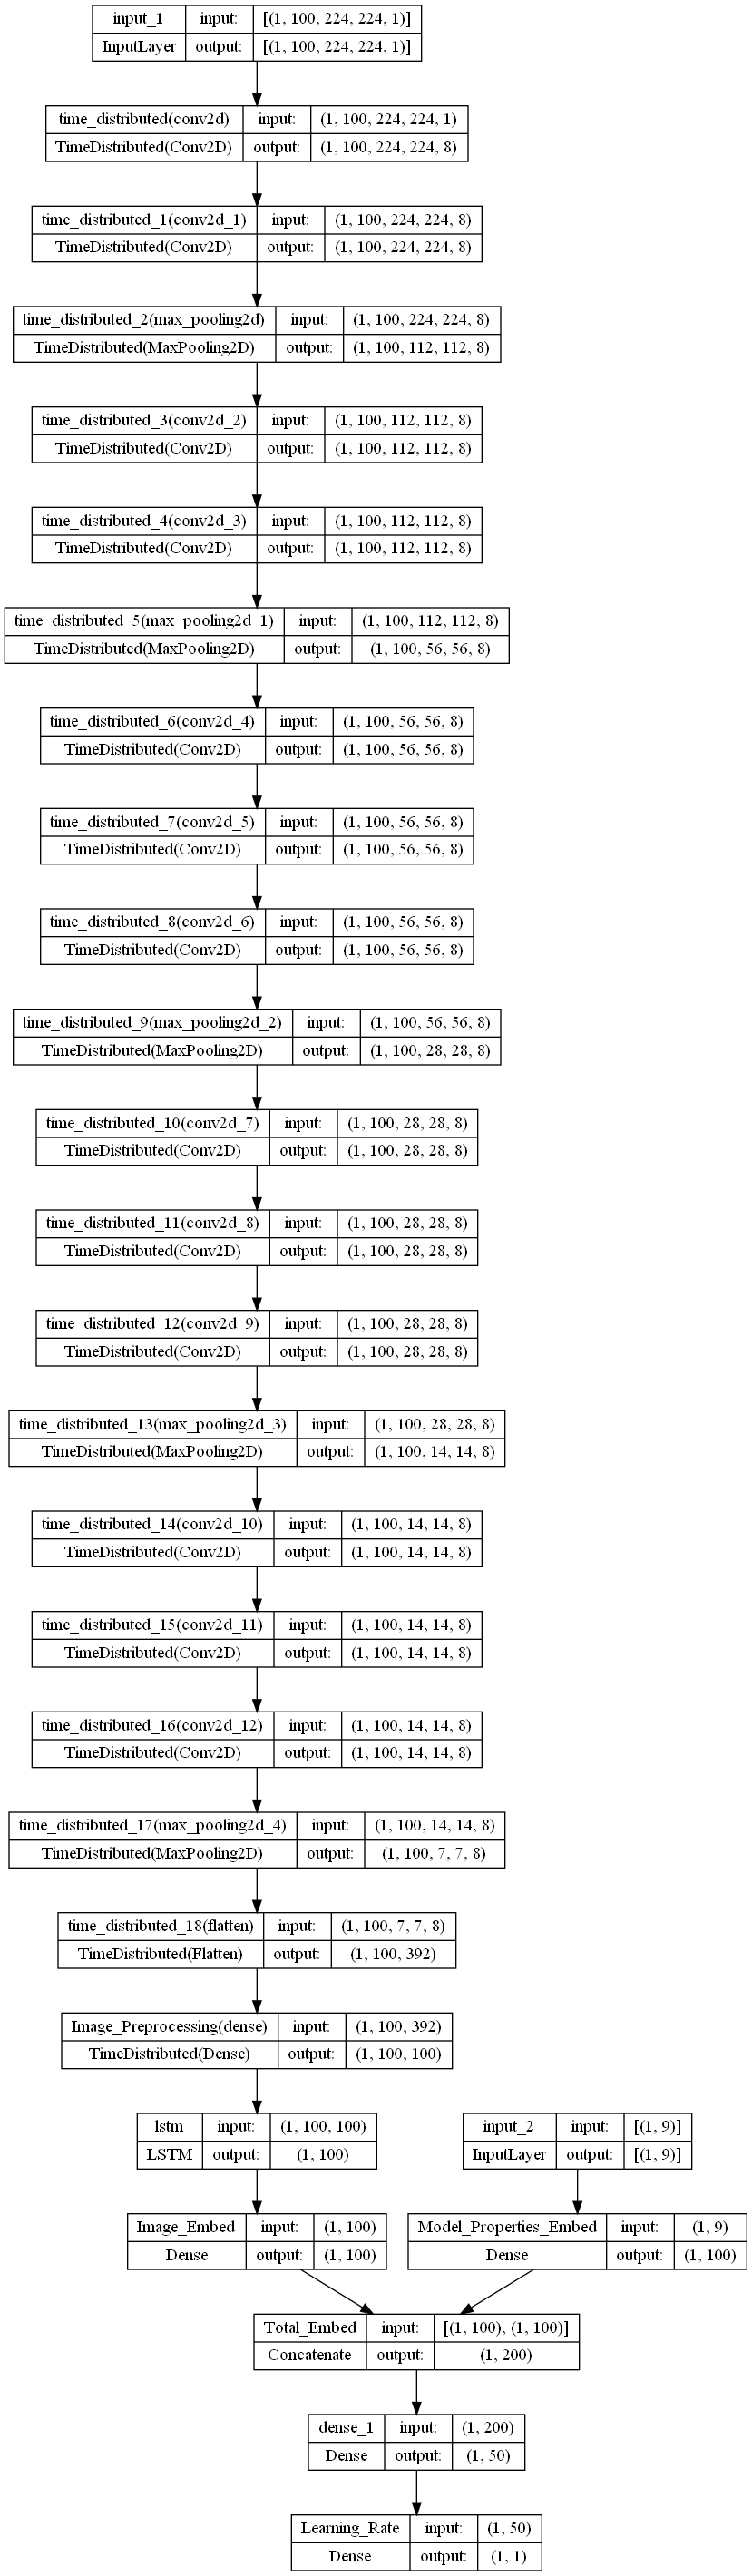 input_1 input: [(1, 100, 224, 224, 1)]
InputLayer output: [(1, 100, 224, 224, 1)]
time_distributed(conv2d) input: (1, 100, 224, 224, 1)
TimeDistributed(Conv2D) output: (1, 100, 224, 224, 8)
time_distributed_1(conv2d_1) input: (1, 100, 224, 224, 8)
TimeDistributed(Conv2D) output: (1, 100, 224, 224, 8)
time_distributed_2(max_pooling2d) input: (1, 100, 224, 224, 8)
TimeDistributed(MaxPooling2D) output: (1, 100, 112, 112, 8)
time_distributed_3(conv2d_2) input: (1, 100, 112, 112, 8)
TimeDistributed(Conv2D) output: (1, 100, 112, 112, 8)
time_distributed_4(conv2d_3) input: (1, 100, 112, 112, 8)
TimeDistributed(Conv2D) output: (1, 100, 112, 112, 8)
time_distributed_5(max_pooling2d_1) input: (1, 100, 112, 112, 8)
TimeDistributed(MaxPooling2D) output: (1, 100, 56, 56, 8)
time_distributed_6(conv2d_4) input: (1, 100, 56, 56, 8)
TimeDistributed(Conv2D) output: (1, 100, 56, 56, 8)
time_distributed_7(conv2d_5) input: (1, 100, 56, 56, 8)
TimeDistributed(Conv2D) output: (1, 100, 56, 56, 8)
time_distributed_8(conv2d_6) input: (1, 100, 56, 56, 8)
TimeDistributed(Conv2D) output: (1, 100, 56, 56, 8)
time_distributed_9(max_pooling2d_2) input: (1, 100, 56, 56, 8)
TimeDistributed(MaxPooling2D) output: (1, 100, 28, 28, 8)
time_distributed_10(conv2d_7) input: (1, 100, 28, 28, 8)
TimeDistributed(Conv2D) output: (1, 100, 28, 28, 8)
time_distributed_11(conv2d_8) input: (1, 100, 28, 28, 8)
TimeDistributed(Conv2D) output: (1, 100, 28, 28, 8)
time_distributed_12(conv2d_9) input: (1, 100, 28, 28, 8)
TimeDistributed(Conv2D) output: (1, 100, 28, 28, 8)
time_distributed_13(max_pooling2d_3) input: (1, 100, 28, 28, 8)
TimeDistributed(MaxPooling2D) output: (1, 100, 14, 14, 8)
time_distributed_14(conv2d_10) input: (1, 100, 14, 14, 8)
TimeDistributed(Conv2D) output: (1, 100, 14, 14, 8)
time_distributed_15(conv2d_11) input: (1, 100, 14, 14, 8)
TimeDistributed(Conv2D) output: (1, 100, 14, 14, 8)
time_distributed_16(conv2d_12) input: (1, 100, 14, 14, 8)
TimeDistributed(Conv2D) output: (1, 100, 14, 14, 8)
time_distributed_17(max_pooling2d_4) input: (1, 100, 14, 14, 8)
TimeDistributed(MaxPooling2D) output: (1, 100, 7, 7, 8)
time_distributed_18(flatten) input: (1, 100, 7, 7, 8)
TimeDistributed(Flatten) output: (1, 100, 392)
Image_Preprocessing(dense) input: (1, 100, 392)
TimeDistributed(Dense) output: (1, 100, 100)
lstm input: (1, 100, 100)
LSTM output: (1, 100)
input_2 input: [(1, 9)]
InputLayer output: [(1, 9)]
Image_Embed input: (1, 100)
Dense output: (1, 100)
Model_Properties_Embed input: (1, 9)
Dense output: (1, 100)
Total_Embed input: [(1, 100), (1, 100)]
Concatenate output: (1, 200)
dense_1 input: (1, 200)
Dense output: (1, 50)
Learning_Rate input: (1, 50)
Dense output: (1, 1)